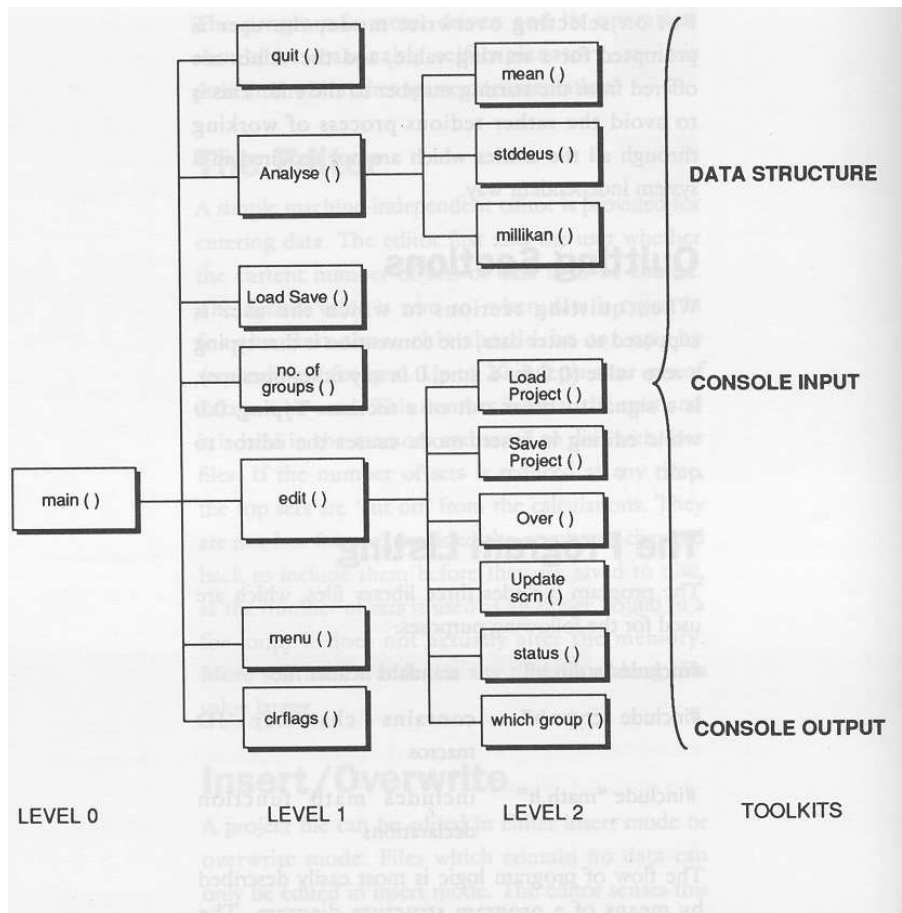 main ( )
LEVEL 0
quit ( )
Analyse ( )
Load Save ( )
no. of
groups ( )
edit ( )
menu ( )
clrflags ( )
LEVEL 1
mean ( )
stddeus ( )
millikan ( )
Load
Project ( )
Save
Project ( )
Over ( )
Update
scrn ( )
status ( )
which group ( )
LEVEL 2
DATA STRUCTURE
CONSOLE INPUT
CONSOLE OUTPUT
TOOLKITS